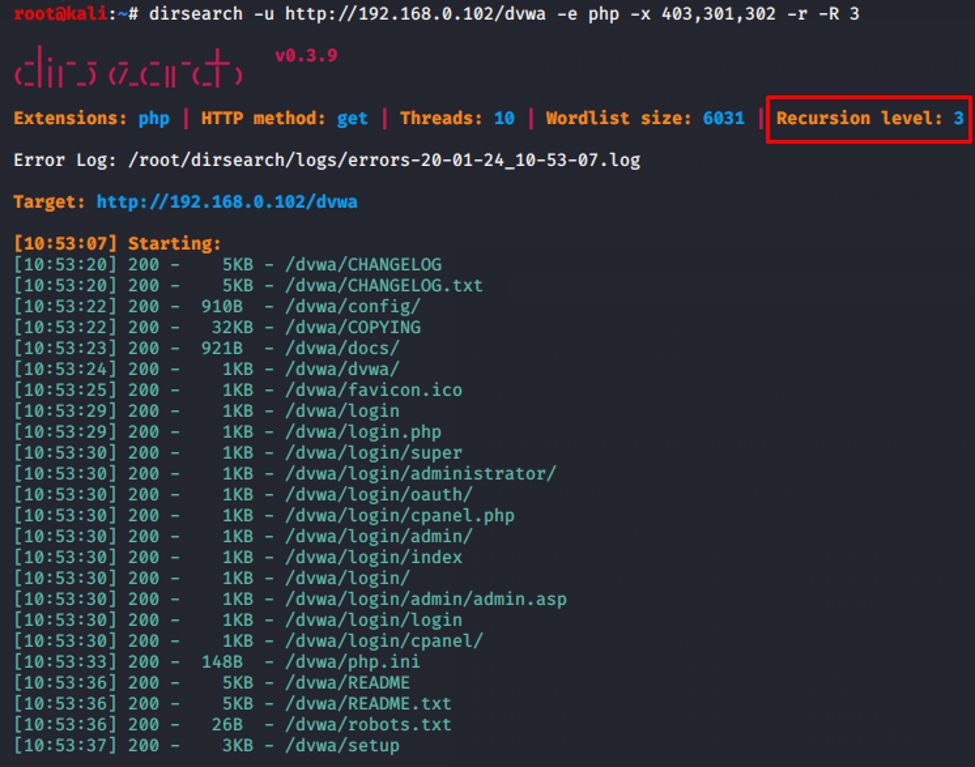 root@kali:~# dirsearch -u http://192.168.0.102/dvwa -e php -x 403,301,302 -r -R 3
dirsearch v0.3.9
Extensions: php | HTTP method: get | Threads: 10 | Wordlist size: 6031 | Recursion level: 3
Error Log: /root/dirsearch/logs/errors-20-01-24_10-53-07.log
Target: http://192.168.0.102/dvwa
[10:53:07] Starting:
[10:53:20] 200 -    5KB - /dvwa/CHANGELOG
[10:53:20] 200 -    5KB - /dvwa/CHANGELOG.txt
[10:53:22] 200 -  910B  - /dvwa/config/
[10:53:22] 200 -   32KB - /dvwa/COPYING
[10:53:23] 200 -  921B  - /dvwa/docs/
[10:53:24] 200 -    1KB - /dvwa/dvwa/
[10:53:25] 200 -    1KB - /dvwa/favicon.ico
[10:53:29] 200 -    1KB - /dvwa/login
[10:53:29] 200 -    1KB - /dvwa/login.php
[10:53:30] 200 -    1KB - /dvwa/login/super
[10:53:30] 200 -    1KB - /dvwa/login/administrator/
[10:53:30] 200 -    1KB - /dvwa/login/oauth/
[10:53:30] 200 -    1KB - /dvwa/login/cpanel.php
[10:53:30] 200 -    1KB - /dvwa/login/admin/
[10:53:30] 200 -    1KB - /dvwa/login/index
[10:53:30] 200 -    1KB - /dvwa/login/
[10:53:30] 200 -    1KB - /dvwa/login/admin/admin.asp
[10:53:30] 200 -    1KB - /dvwa/login/login
[10:53:30] 200 -    1KB - /dvwa/login/cpanel/
[10:53:33] 200 -  148B  - /dvwa/php.ini
[10:53:36] 200 -    5KB - /dvwa/README
[10:53:36] 200 -    5KB - /dvwa/README.txt
[10:53:36] 200 -   26B  - /dvwa/robots.txt
[10:53:37] 200 -    3KB - /dvwa/setup